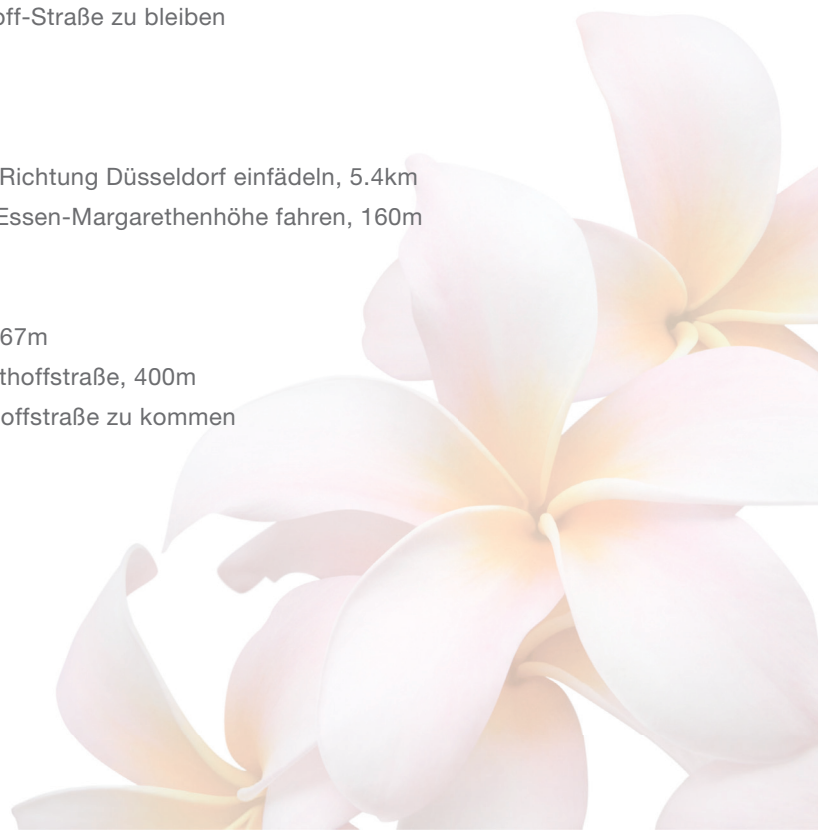 off-Straße zu bleiben
Richtung Düsseldorf einfädeln, 5.4km
Essen-Margarethenhöhe fahren, 160m
67m
thoffstraße, 400m
offstraße zu kommen